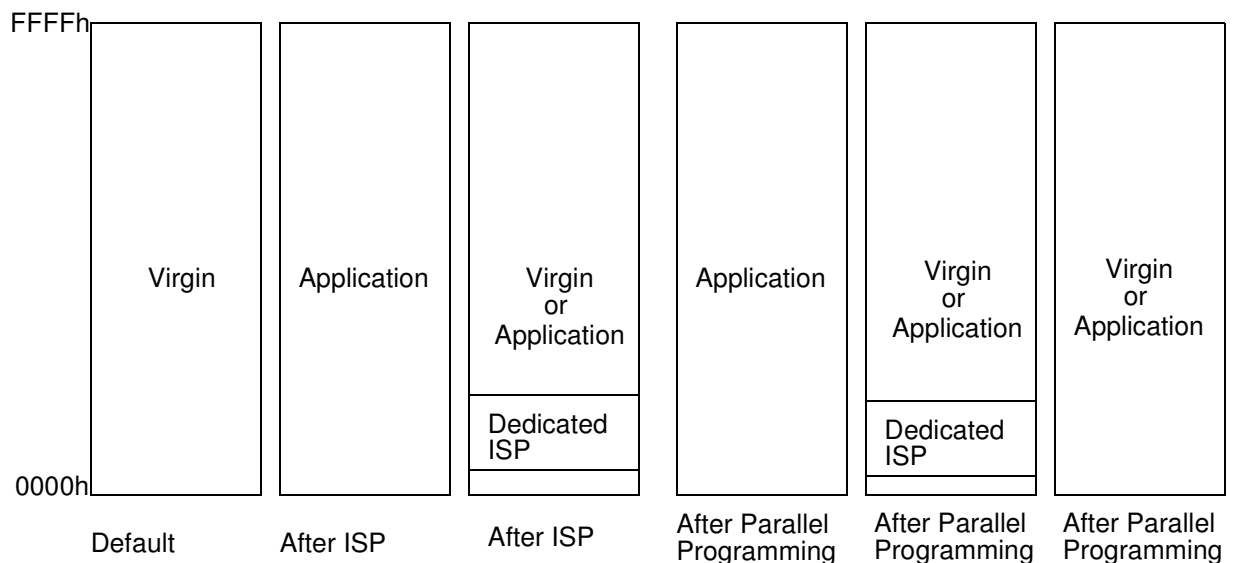 FFFFh
Virgin
Application
Virgin
or
Application
Dedicated
ISP
Application
Virgin
or
Application
Dedicated
ISP
Virgin
or
Application
0000h
Default
After ISP
After ISP
After Parallel
Programming
After Parallel
Programming
After Parallel
Programming